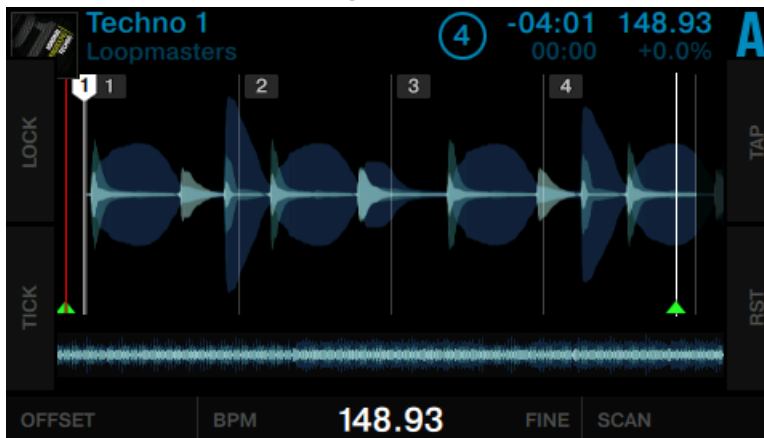 Techno 1
Loopmasters
4
-04:01
00:00
148.93
+0.0%
A
LOCK
TICK
1
1
2
3
4
TAP
RST
OFFSET
BPM
148.93
FINE
SCAN